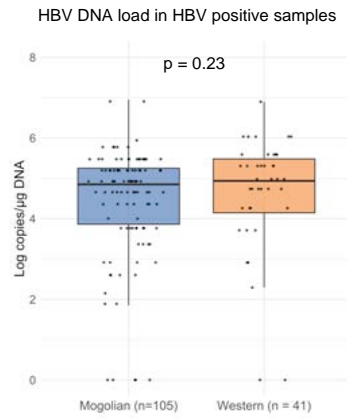 HBV DNA load in HBV positive samples
p = 0.23
Log copies/µg DNA
8
6
4
2
0
Mogolian (n=105) Western (n = 41)